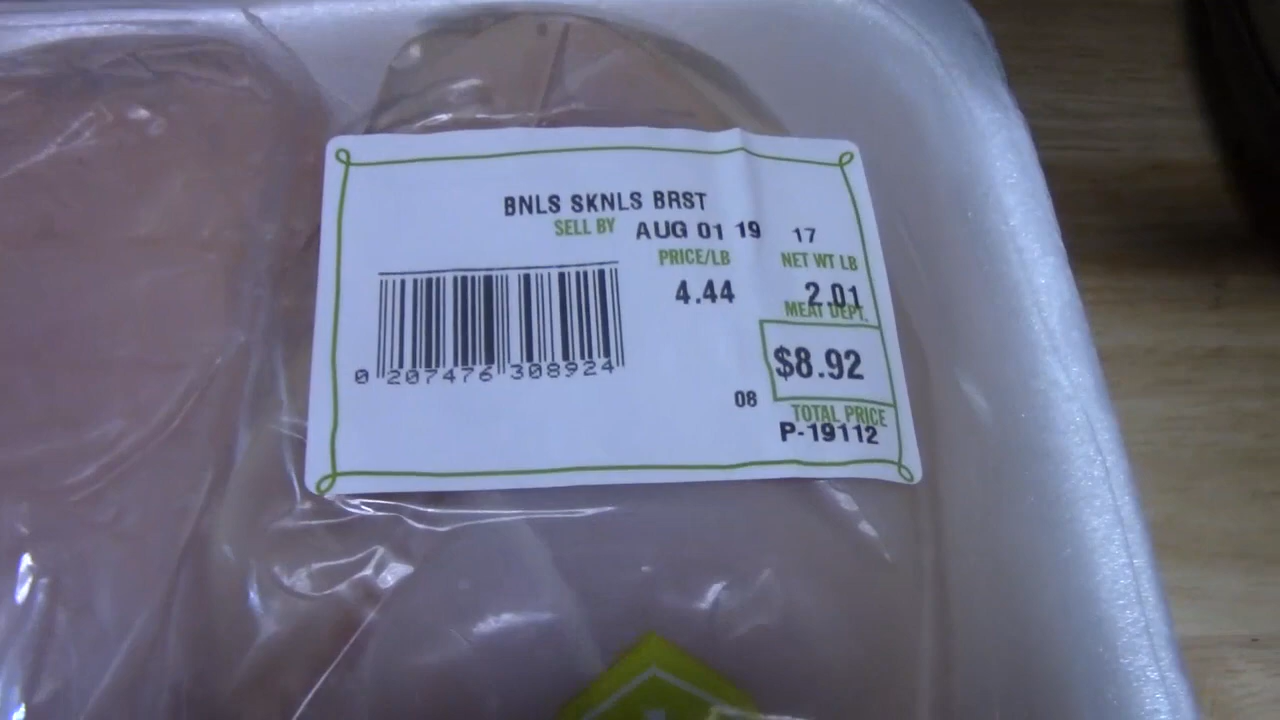 BNLS SKNLS BRST
SELL BY AUG 01 19 17
PRICE/LB NET WT LB
4.44 2.01
MEAT DEPT.
$8.92
0 207476 308924
08 TOTAL PRICE
P-19112